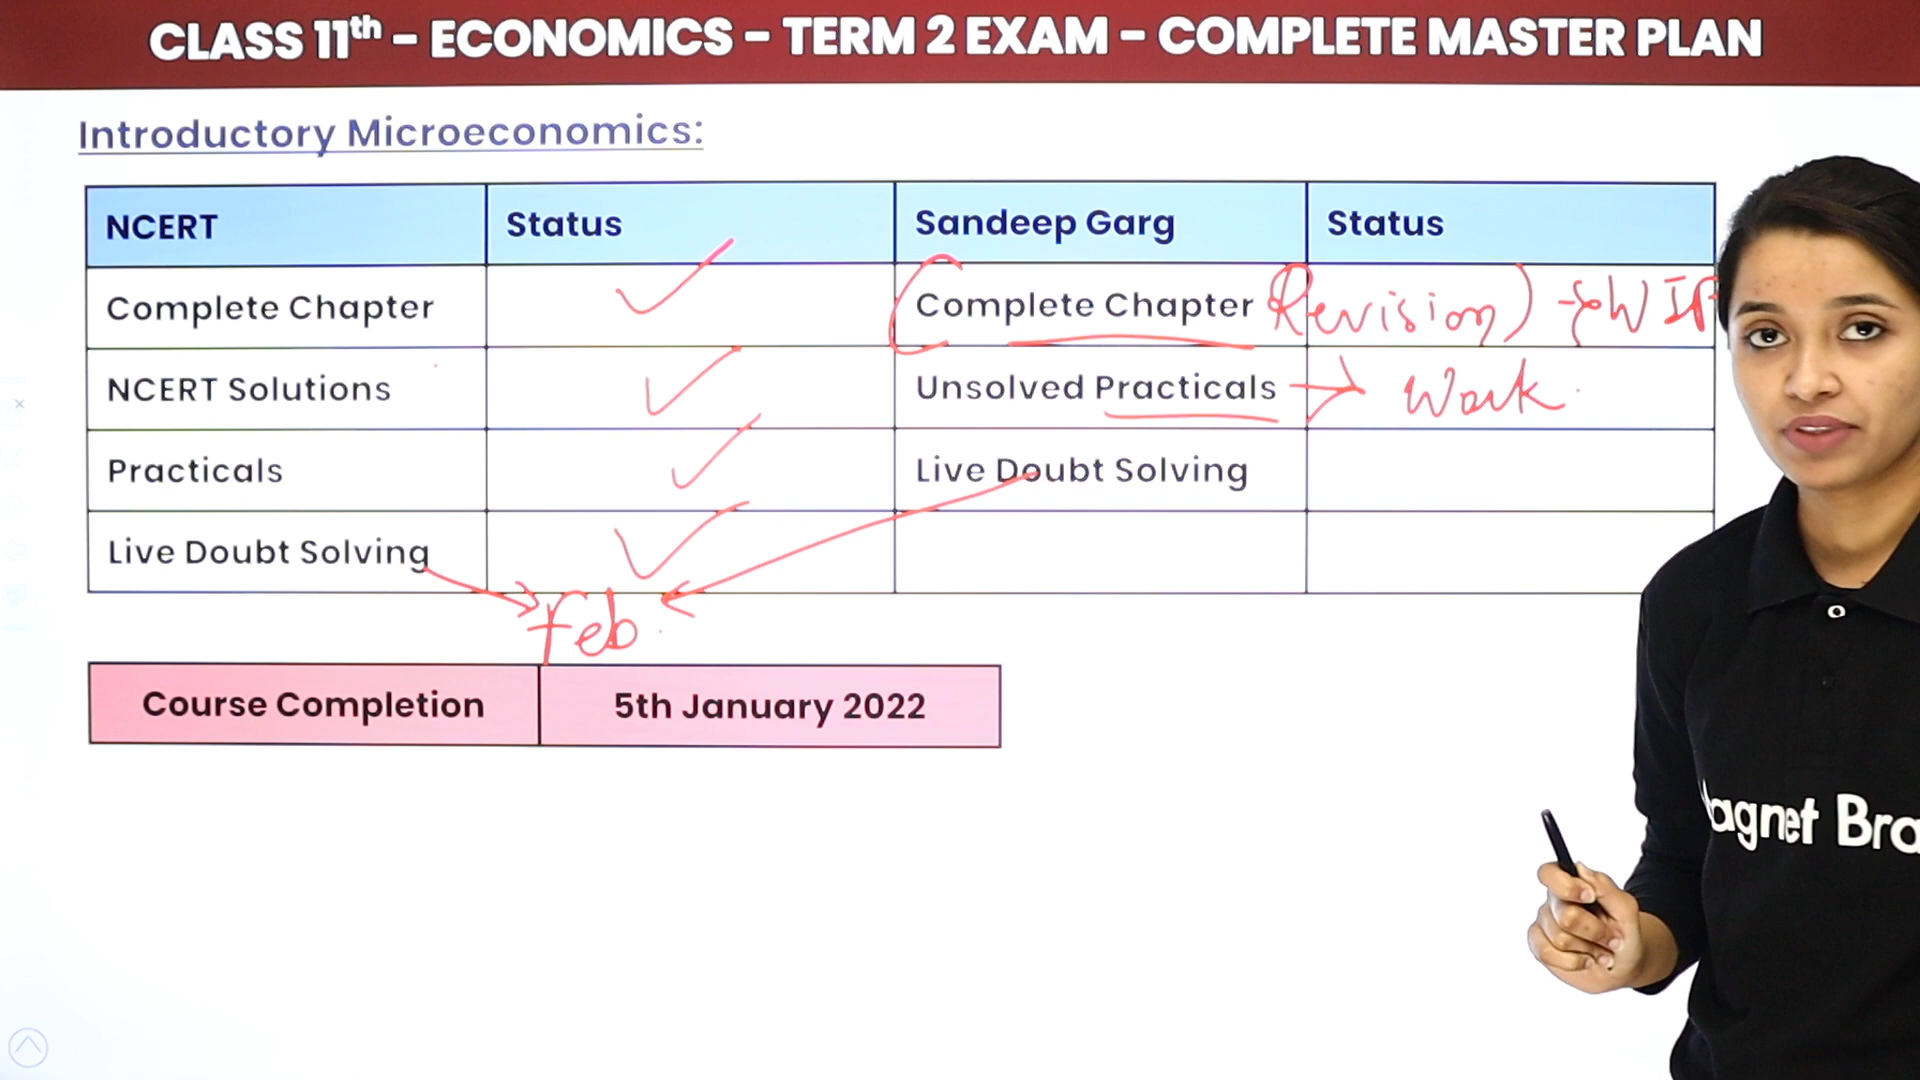 CLASS 11th - ECONOMICS - TERM 2 EXAM - COMPLETE MASTER PLAN
Introductory Microeconomics:
NCERT Status Sandeep Garg Status
Complete Chapter Complete Chapter Revision) → WIP
NCERT Solutions Unsolved Practicals → Work
Practicals Live Doubt Solving
Live Doubt Solving
Feb
Course Completion 5th January 2022
agnet Bra